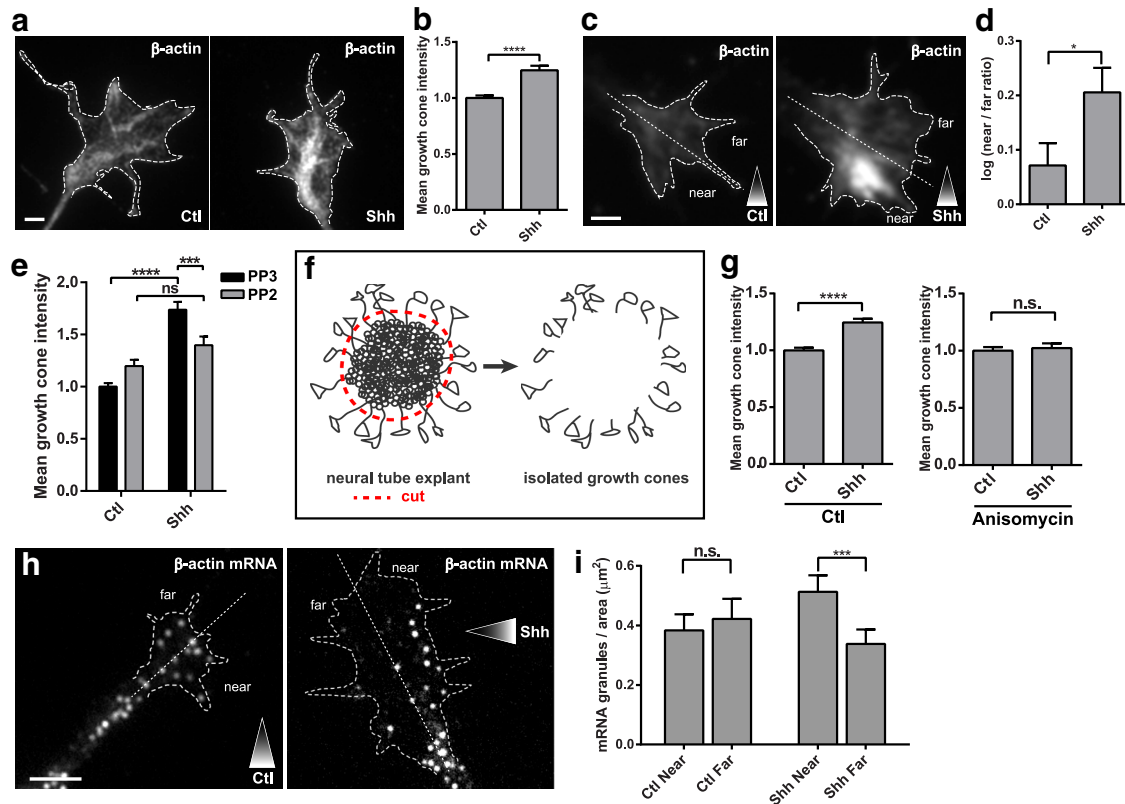 a
β-actin
Ctl
β-actin
Shh
b
Mean growth cone intensity
1.5
1.0
0.5
0.0
****
Ctl
Shh
c
β-actin
far
near
Ctl
β-actin
far
near
Shh
d
log (near / far ratio)
0.3
0.2
0.1
0.0
*
Ctl
Shh
e
Mean growth cone intensity
2.0
1.5
1.0
0.5
0.0
****
***
ns
PP3
PP2
Ctl
Shh
f
neural tube explant
cut
isolated growth cones
g
Mean growth cone intensity
1.5
1.0
0.5
0.0
****
Ctl
Shh
Ctl
Mean growth cone intensity
1.5
1.0
0.5
0.0
n.s.
Ctl
Shh
Anisomycin
h
β-actin mRNA
far
near
Ctl
β-actin mRNA
near
far
Shh
i
mRNA granules / area (μm²)
0.6
0.4
0.2
0.0
n.s.
***
Ctl Near
Ctl Far
Shh Near
Shh Far